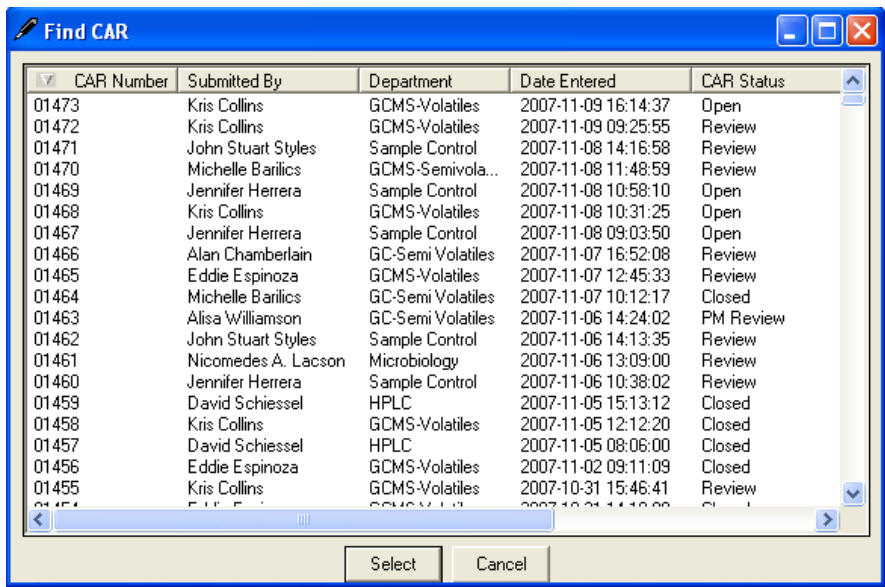 Find CAR
CAR Number Submitted By Department Date Entered CAR Status
01473 Kris Collins GCMS-Volatiles 2007-11-09 16:14:37 Open
01472 Kris Collins GCMS-Volatiles 2007-11-09 09:25:55 Review
01471 John Stuart Styles Sample Control 2007-11-08 14:16:58 Review
01470 Michelle Barilics GCMS-Semivola... 2007-11-08 11:48:59 Review
01469 Jennifer Herrera Sample Control 2007-11-08 10:58:10 Open
01468 Kris Collins GCMS-Volatiles 2007-11-08 10:31:25 Open
01467 Jennifer Herrera Sample Control 2007-11-08 09:03:50 Open
01466 Alan Chamberlain GC-Semi Volatiles 2007-11-07 16:52:08 Review
01465 Eddie Espinoza GCMS-Volatiles 2007-11-07 12:45:33 Review
01464 Michelle Barilics GC-Semi Volatiles 2007-11-07 10:12:17 Closed
01463 Alisa Williamson GC-Semi Volatiles 2007-11-06 14:24:02 PM Review
01462 John Stuart Styles Sample Control 2007-11-06 14:13:35 Review
01461 Nicomedes A. Lacson Microbiology 2007-11-06 13:09:00 Review
01460 Jennifer Herrera Sample Control 2007-11-06 10:38:02 Review
01459 David Schiessel HPLC 2007-11-05 15:13:12 Closed
01458 Kris Collins GCMS-Volatiles 2007-11-05 12:12:20 Closed
01457 David Schiessel HPLC 2007-11-05 08:06:00 Closed
01456 Eddie Espinoza GCMS-Volatiles 2007-11-02 09:11:09 Closed
01455 Kris Collins GCMS-Volatiles 2007-10-31 15:46:41 Review
Select Cancel